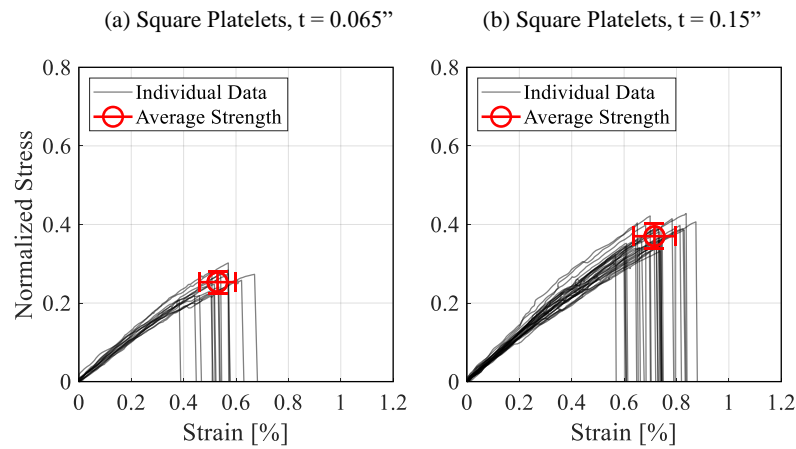 (a) Square Platelets, t = 0.065”
(b) Square Platelets, t = 0.15”
Normalized Stress
0.8
0.6
0.4
0.2
0
Individual Data
Average Strength
0 0.2 0.4 0.6 0.8 1 1.2
Strain [%]
0.8
0.6
0.4
0.2
0
Individual Data
Average Strength
0 0.2 0.4 0.6 0.8 1 1.2
Strain [%]